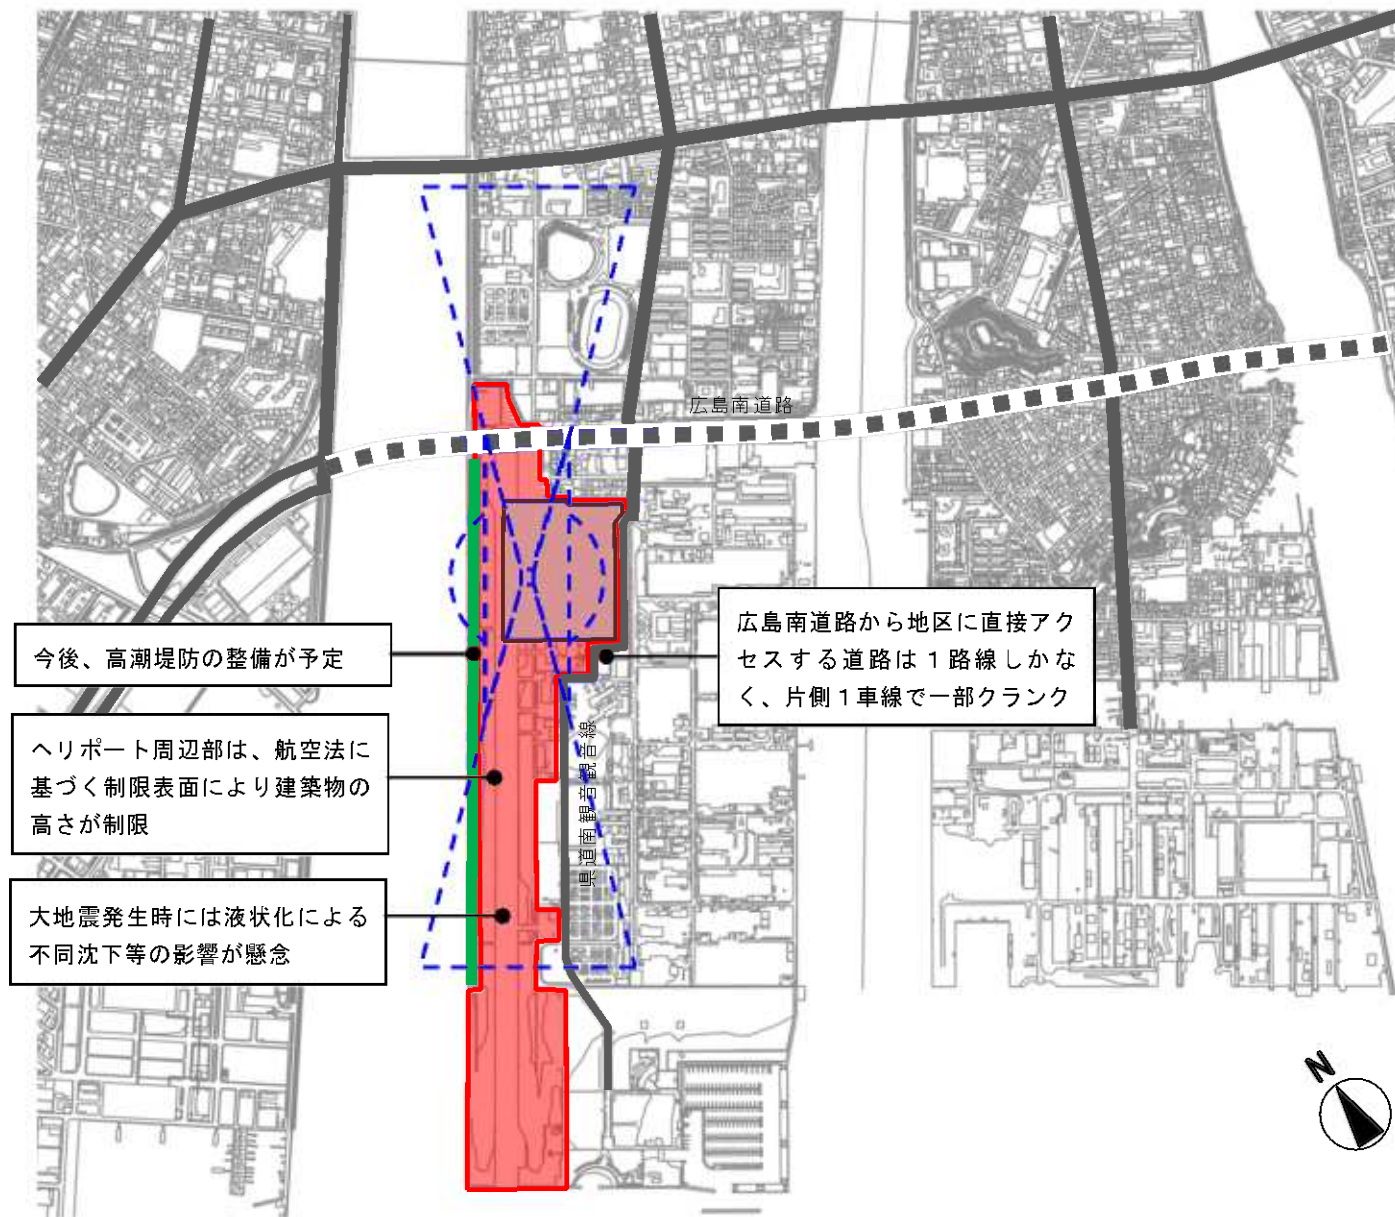 広島南道路
今後、高潮堤防の整備が予定
広島南道路から地区に直接アク
セスする道路は１路線しかな
く、片側１車線で一部クランク
ヘリポート周辺部は、航空法に
基づく制限表面により建築物の
高さが制限
県道南観音観音線
大地震発生時には液状化による
不同沈下等の影響が懸念
N